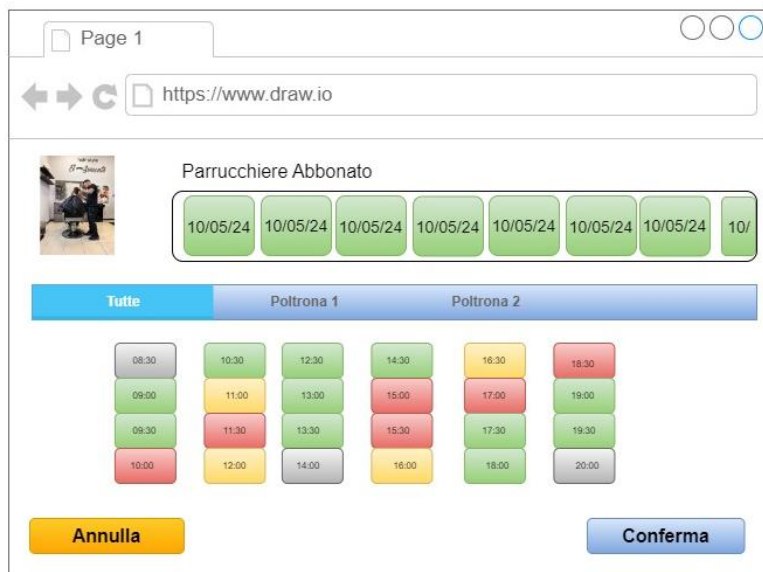 Page 1
https://www.draw.io
Parrucchiere Abbonato
10/05/24 10/05/24 10/05/24 10/05/24 10/05/24 10/05/24 10/05/24 10/
Tutte Poltrona 1 Poltrona 2
08:30 10:30 12:30 14:30 16:30 18:30
09:00 11:00 13:00 15:00 17:00 19:00
09:30 11:30 13:30 15:30 17:30 19:30
10:00 12:00 14:00 16:00 18:00 20:00
Annulla Conferma